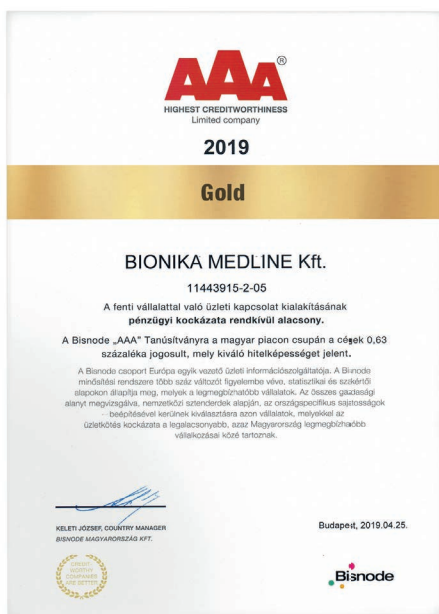 AAA®
HIGHEST CREDITWORTHINESS
Limited company
2019
Gold
BIONIKA MEDLINE Kft.
11443915-2-05
A fenti vállalattal való üzleti kapcsolat kialakításának
pénzügyi kockázata rendkívül alacsony.
A Bisnode „AAA” Tanúsítványra a magyar piacon csupán a cégek 0,63
százaléka jogosult, mely kiváló hitelképességet jelent.
A Bisnode csoport Európa egyik vezető üzleti információszolgáltatója. A Bisnode
minősítési rendszere több száz változót figyelembe véve, statisztikai és szakértői
alapokon állapítja meg, melyek a legmegbízhatóbb vállalatok. Az összes gazdasági
alanyt megvizsgálva, nemzetközi sztenderdek alapján, az országspecifikus sajátosságok
beépítésével kerülnek kiválasztásra azon vállalatok, melyekkel az
üzletkötés kockázata a legalacsonyabb, azaz Magyarország legmegbízhatóbb
vállalkozásai közé tartoznak.
KELETI JÓZSEF, COUNTRY MANAGER
BISNODE MAGYARORSZÁG KFT.
Budapest, 2019.04.25.
CREDIT-
WORTHY
COMPANIES
ARE BETTER
Bisnode